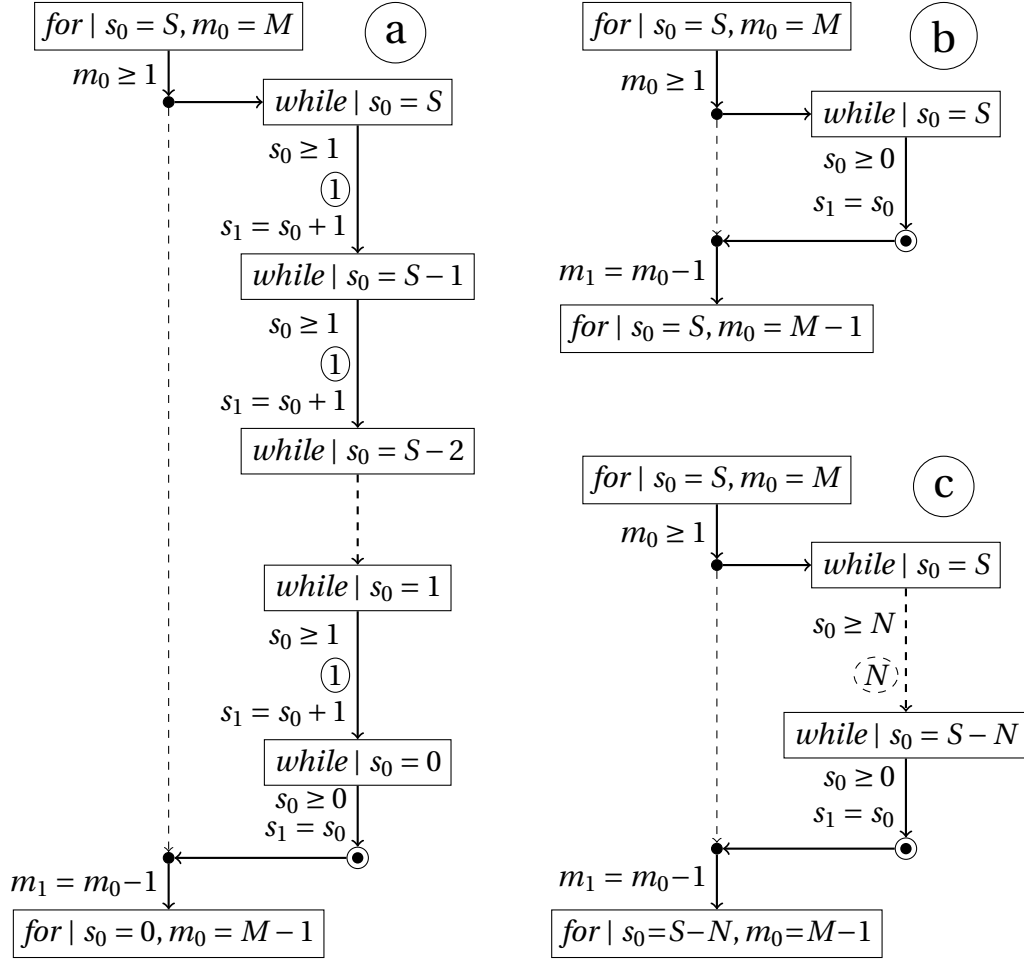 for | s₀ = S, m₀ = M
a
m₀ ≥ 1
while | s₀ = S
s₀ ≥ 1
1
s₁ = s₀ + 1
while | s₀ = S − 1
s₀ ≥ 1
1
s₁ = s₀ + 1
while | s₀ = S − 2
while | s₀ = 1
s₀ ≥ 1
1
s₁ = s₀ + 1
while | s₀ = 0
s₀ ≥ 0
s₁ = s₀
m₁ = m₀−1
for | s₀ = 0, m₀ = M − 1
for | s₀ = S, m₀ = M
b
m₀ ≥ 1
while | s₀ = S
s₀ ≥ 0
s₁ = s₀
m₁ = m₀−1
for | s₀ = S, m₀ = M − 1
for | s₀ = S, m₀ = M
c
m₀ ≥ 1
while | s₀ = S
s₀ ≥ N
N
while | s₀ = S − N
s₀ ≥ 0
s₁ = s₀
m₁ = m₀−1
for | s₀=S−N, m₀=M−1